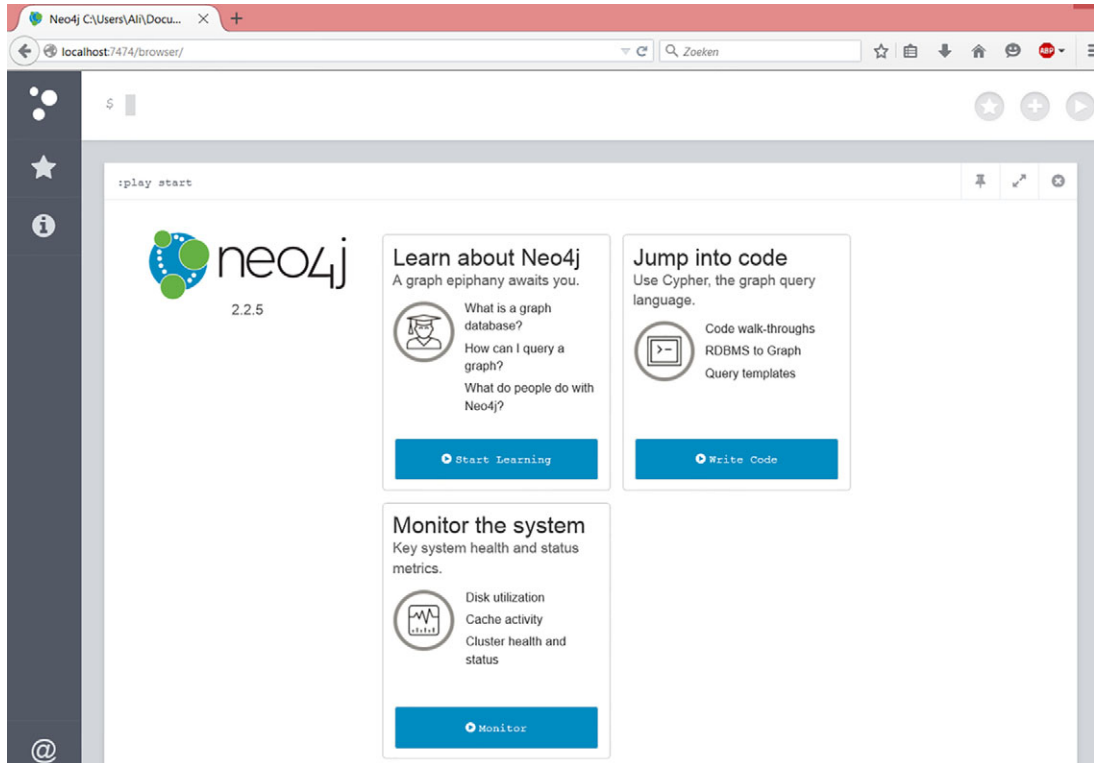 Neo4j C:\Users\Ali\Docu...
localhost:7474/browser/
Zoeken
ABP
$
:play start
neo4j
2.2.5
Learn about Neo4j
A graph epiphany awaits you.
What is a graph
database?
How can I query a
graph?
What do people do with
Neo4j?
Start Learning
Jump into code
Use Cypher, the graph query
language.
Code walk-throughs
RDBMS to Graph
Query templates
Write Code
Monitor the system
Key system health and status
metrics.
Disk utilization
Cache activity
Cluster health and
status
Monitor
@